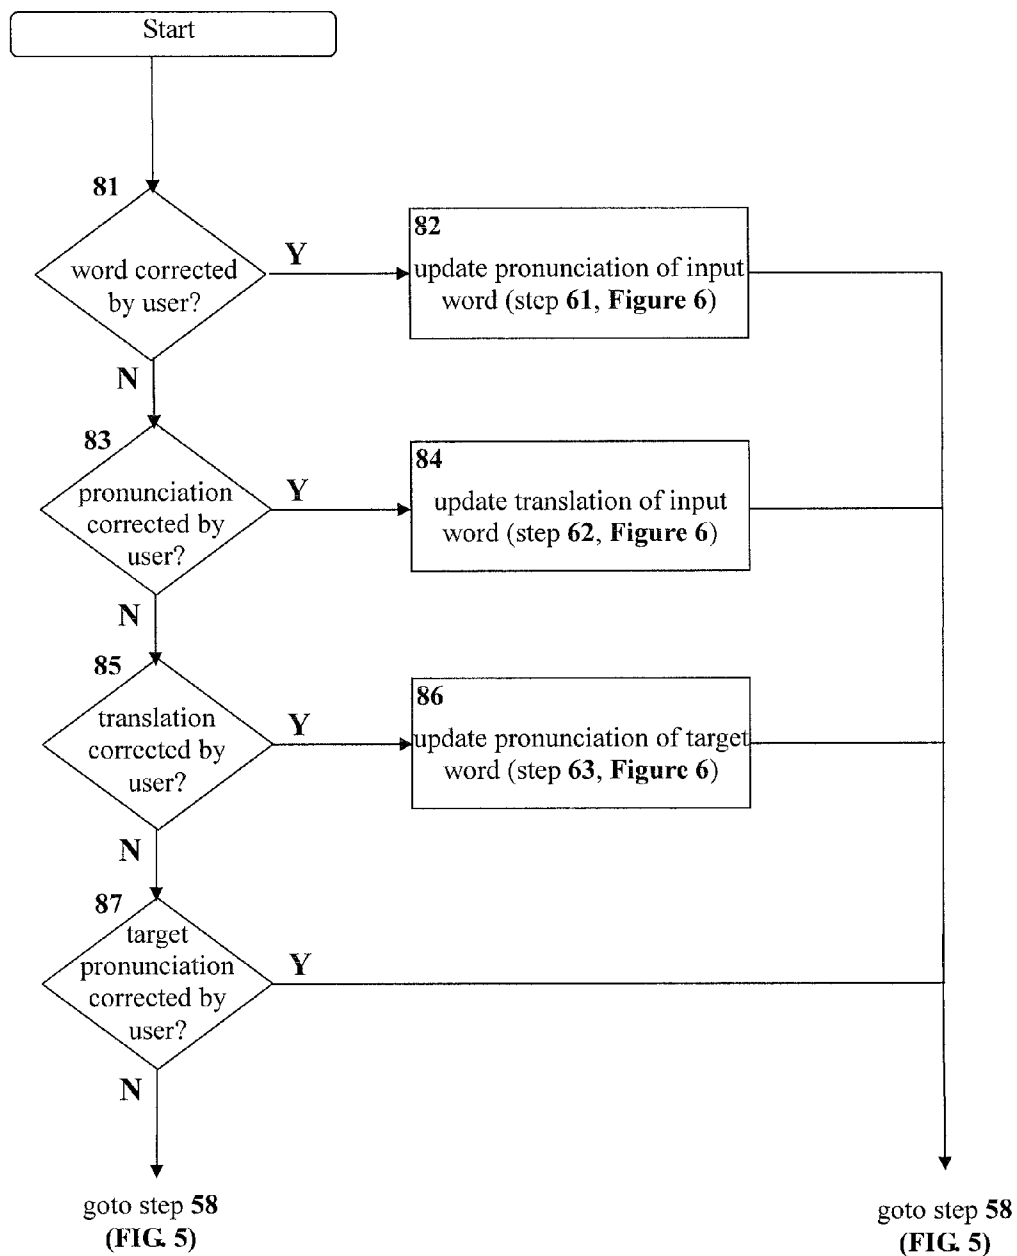 Start
81
word corrected
by user?
Y
82
update pronunciation of input
word (step 61, Figure 6)
N
83
pronunciation
corrected by
user?
Y
84
update translation of input
word (step 62, Figure 6)
N
85
translation
corrected by
user?
Y
86
update pronunciation of target
word (step 63, Figure 6)
N
87
target
pronunciation
corrected by
user?
Y
N
goto step 58
(FIG. 5)
goto step 58
(FIG. 5)